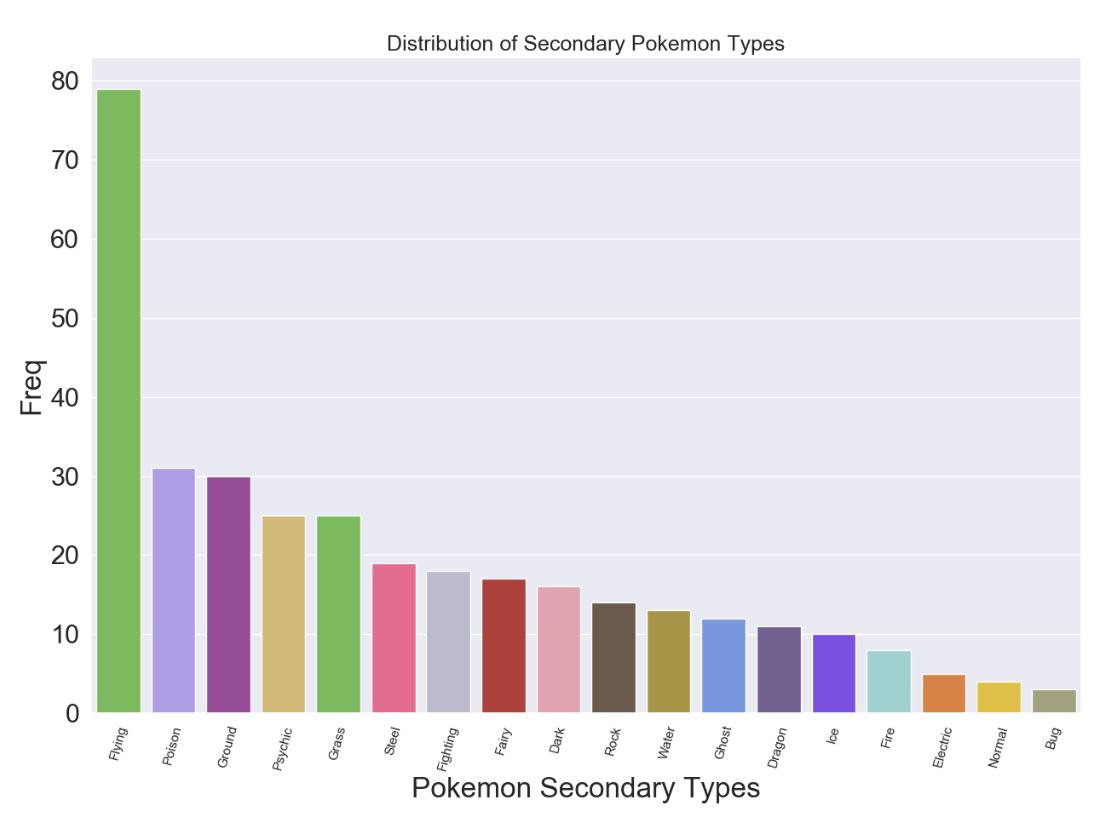 Distribution of Secondary Pokemon Types
80
70
60
50
40
30
20
10
0
Freq
Flying
Poison
Ground
Psychic
Grass
Steel
Fighting
Fairy
Dark
Rock
Water
Ghost
Dragon
Ice
Fire
Electric
Normal
Bug
Pokemon Secondary Types